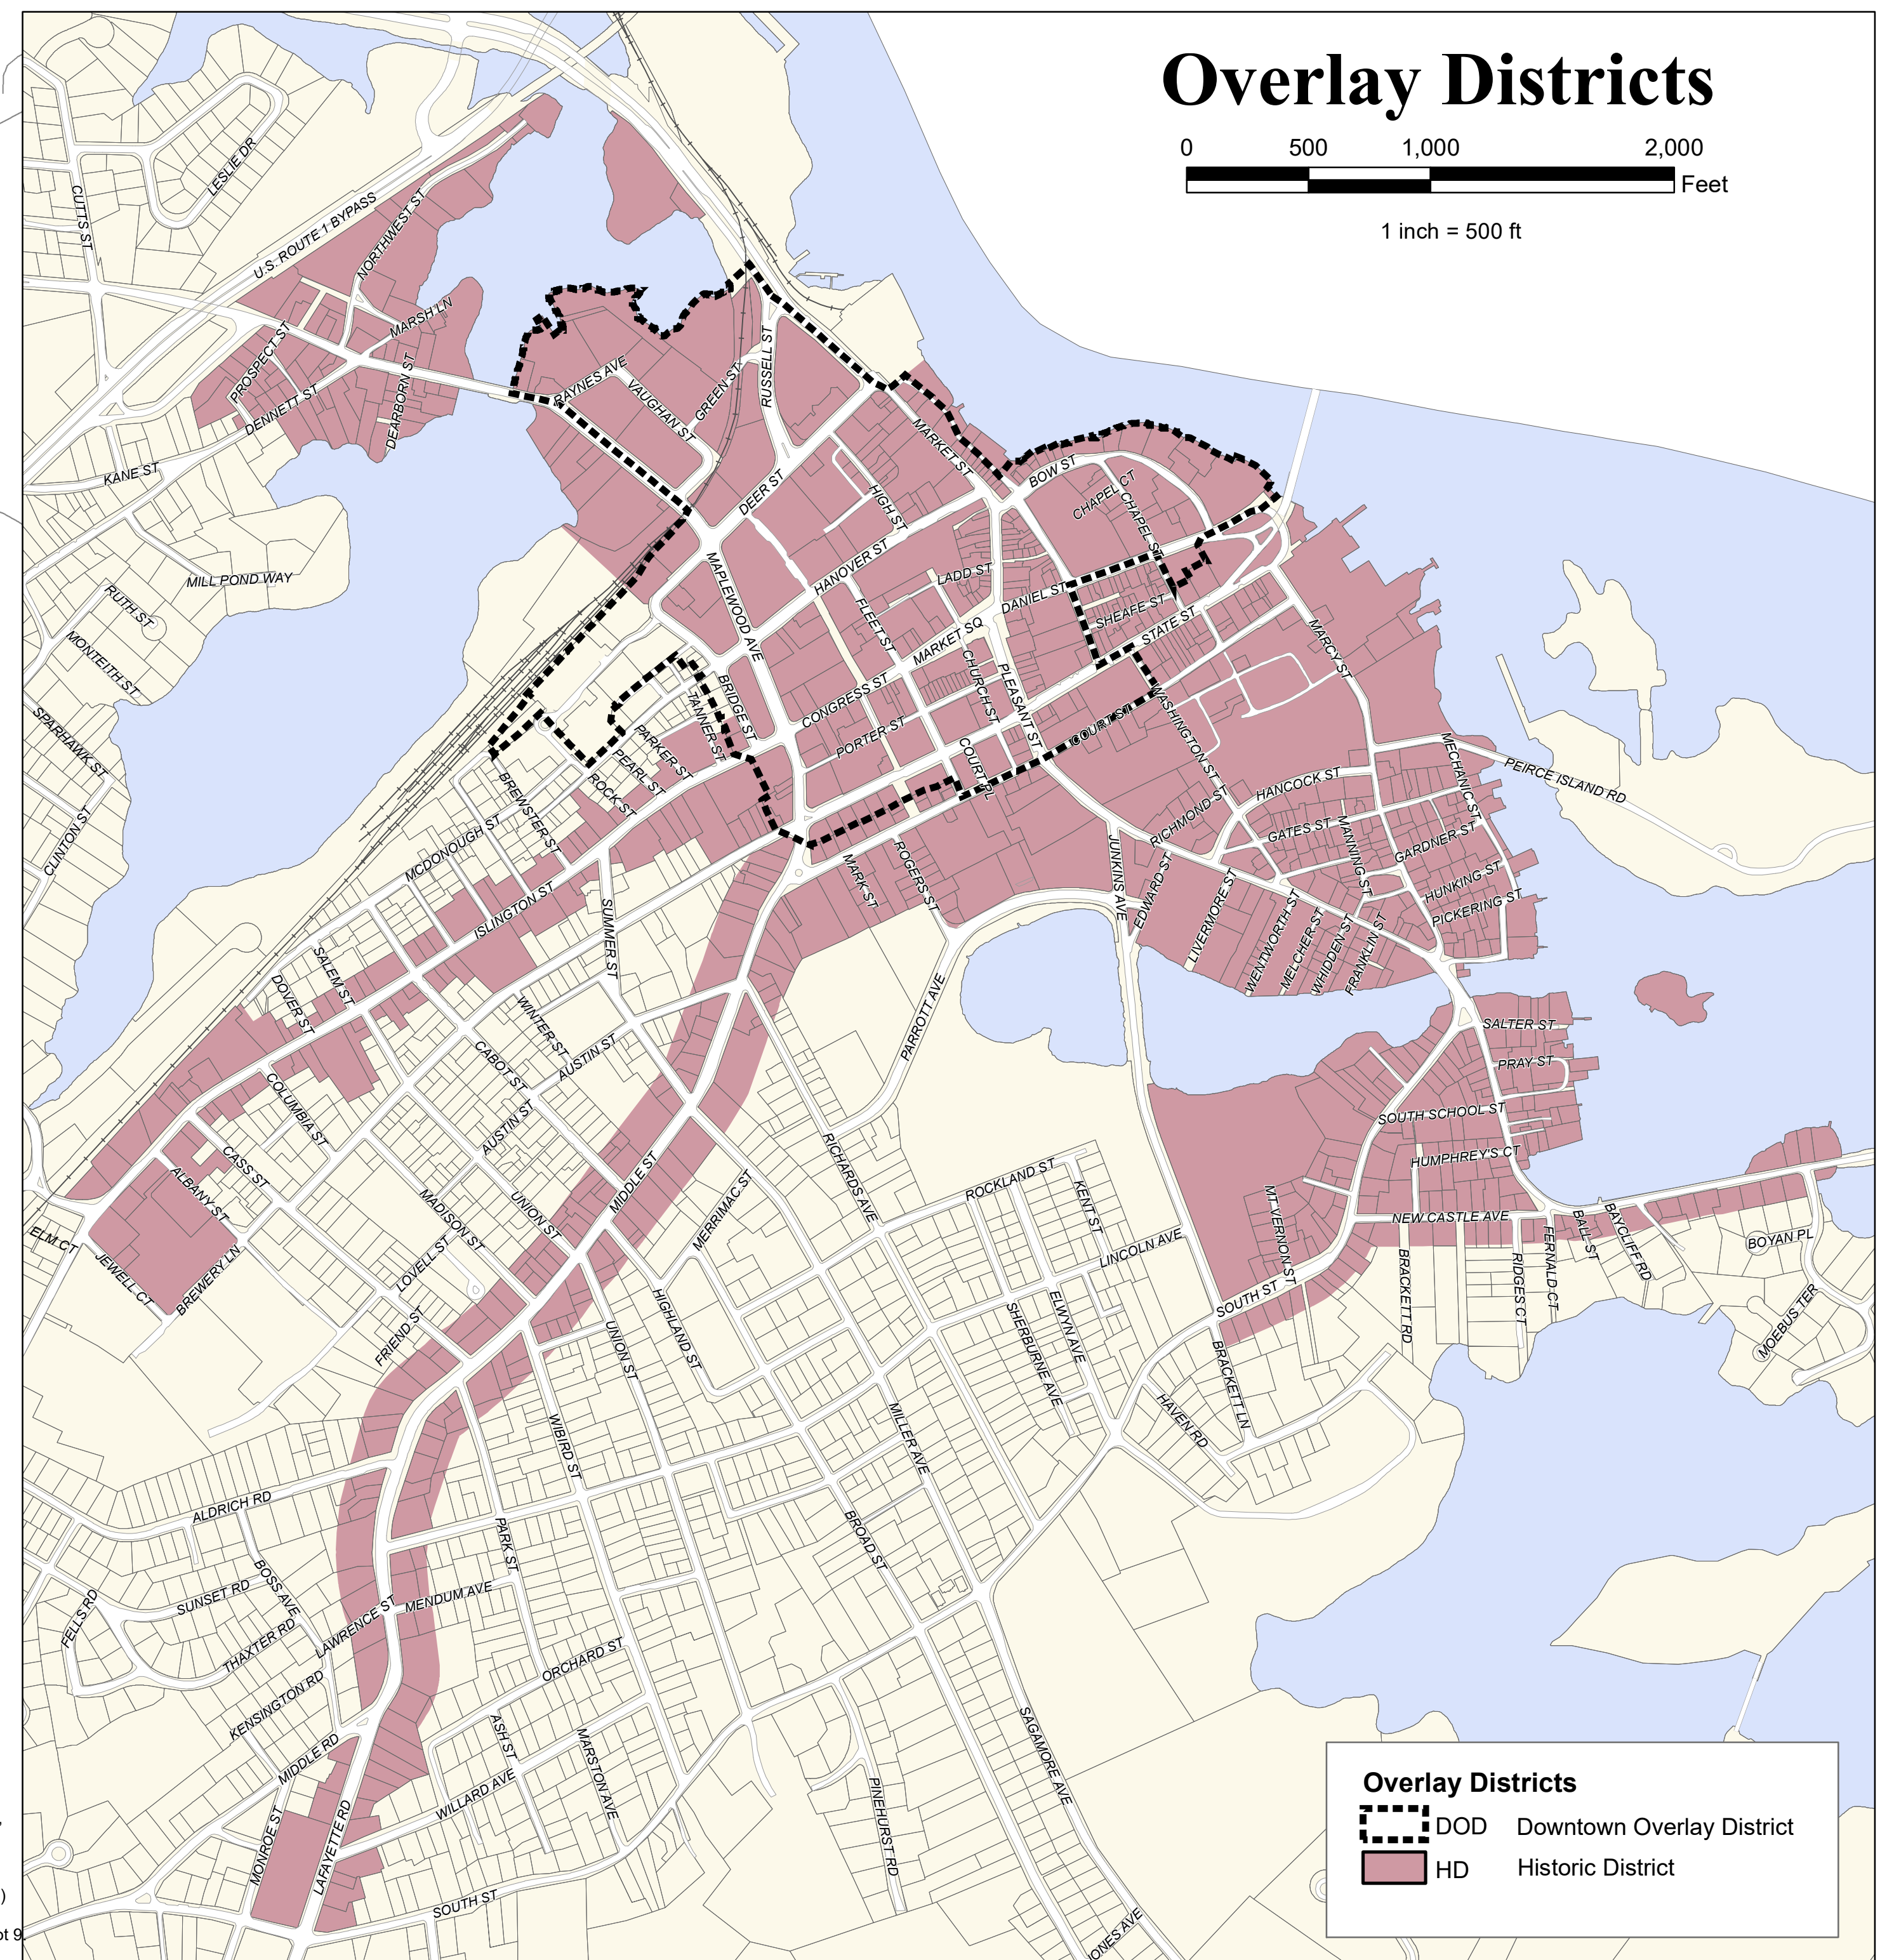 Overlay Districts
0 500 1,000 2,000
Feet
1 inch = 500 ft
LESLIE DR
CUTTS ST
U.S. ROUTE 1 BYPASS
NORTHWEST ST
MARSH LN
PROSPECT ST
DENNETT ST
DEARBORN ST
KANE ST
MILL POND WAY
RUTH ST
MONTEITH ST
SPARHAWK ST
CLINTON ST
RAYNES AVE
VAUGHAN ST
GREEN ST
RUSSELL ST
DEER ST
MARKET ST
HIGH ST
BOW ST
CHAPEL CT
CHAPEL ST
HANOVER ST
LADD ST
DANIEL ST
SHEAFE ST
STATE ST
MAPLEWOOD AVE
FLEET ST
MARKET SQ
CHURCH ST
PLEASANT ST
MARCY ST
BRIDGE ST
TANNER ST
CONGRESS ST
PORTER ST
COURT ST
COURT PL
WASHINGTON ST
PARKER ST
PEARL ST
ROCK ST
BREWSTER ST
MCDONOUGH ST
ISLINGTON ST
SUMMER ST
MARK ST
ROGERS ST
JUNKINS AVE
EDWARD ST
RICHMOND ST
HANCOCK ST
GATES ST
MANNING ST
MECHANIC ST
PEIRCE ISLAND RD
GARDNER ST
HUNKING ST
PICKERING ST
LIVERMORE ST
WENTWORTH ST
MELCHER ST
WHIDDEN ST
FRANKLIN ST
SALEM ST
DOVER ST
WINTER ST
CABOT ST
AUSTIN ST
AUSTIN ST
PARROTT AVE
SALTER ST
PRAY ST
SOUTH SCHOOL ST
HUMPHREY'S CT
COLUMBIA ST
CASS ST
ALBANY ST
ELM CT
JEWELL CT
BREWERY LN
MADISON ST
UNION ST
MIDDLE ST
LOVELL ST
FRIEND ST
MERRIMAC ST
RICHARDS AVE
ROCKLAND ST
KENT ST
LINCOLN AVE
MT VERNON ST
NEW CASTLE AVE
SOUTH ST
BRACKETT RD
RIDGES CT
FERNALD CT
BALL ST
BAYCLIFF RD
BOYAN PL
MOEBUS TER
HIGHLAND ST
UNION ST
SHERBURNE AVE
ELWYN AVE
BRACKETT LN
HAVEN RD
WIBIRD ST
MILLER AVE
ALDRICH RD
PARK ST
BROAD ST
BOSS AVE
SUNSET RD
FELLS RD
THAXTER RD
LAWRENCE ST
MENDUM AVE
KENSINGTON RD
ORCHARD ST
MIDDLE RD
ASH ST
MARSTON AVE
WILLARD AVE
MONROE ST
LAFAYETTE RD
SOUTH ST
PINEHURST RD
SAGAMORE AVE
JONES AVE
Overlay Districts
DOD Downtown Overlay District
HD Historic District
)
ot 9